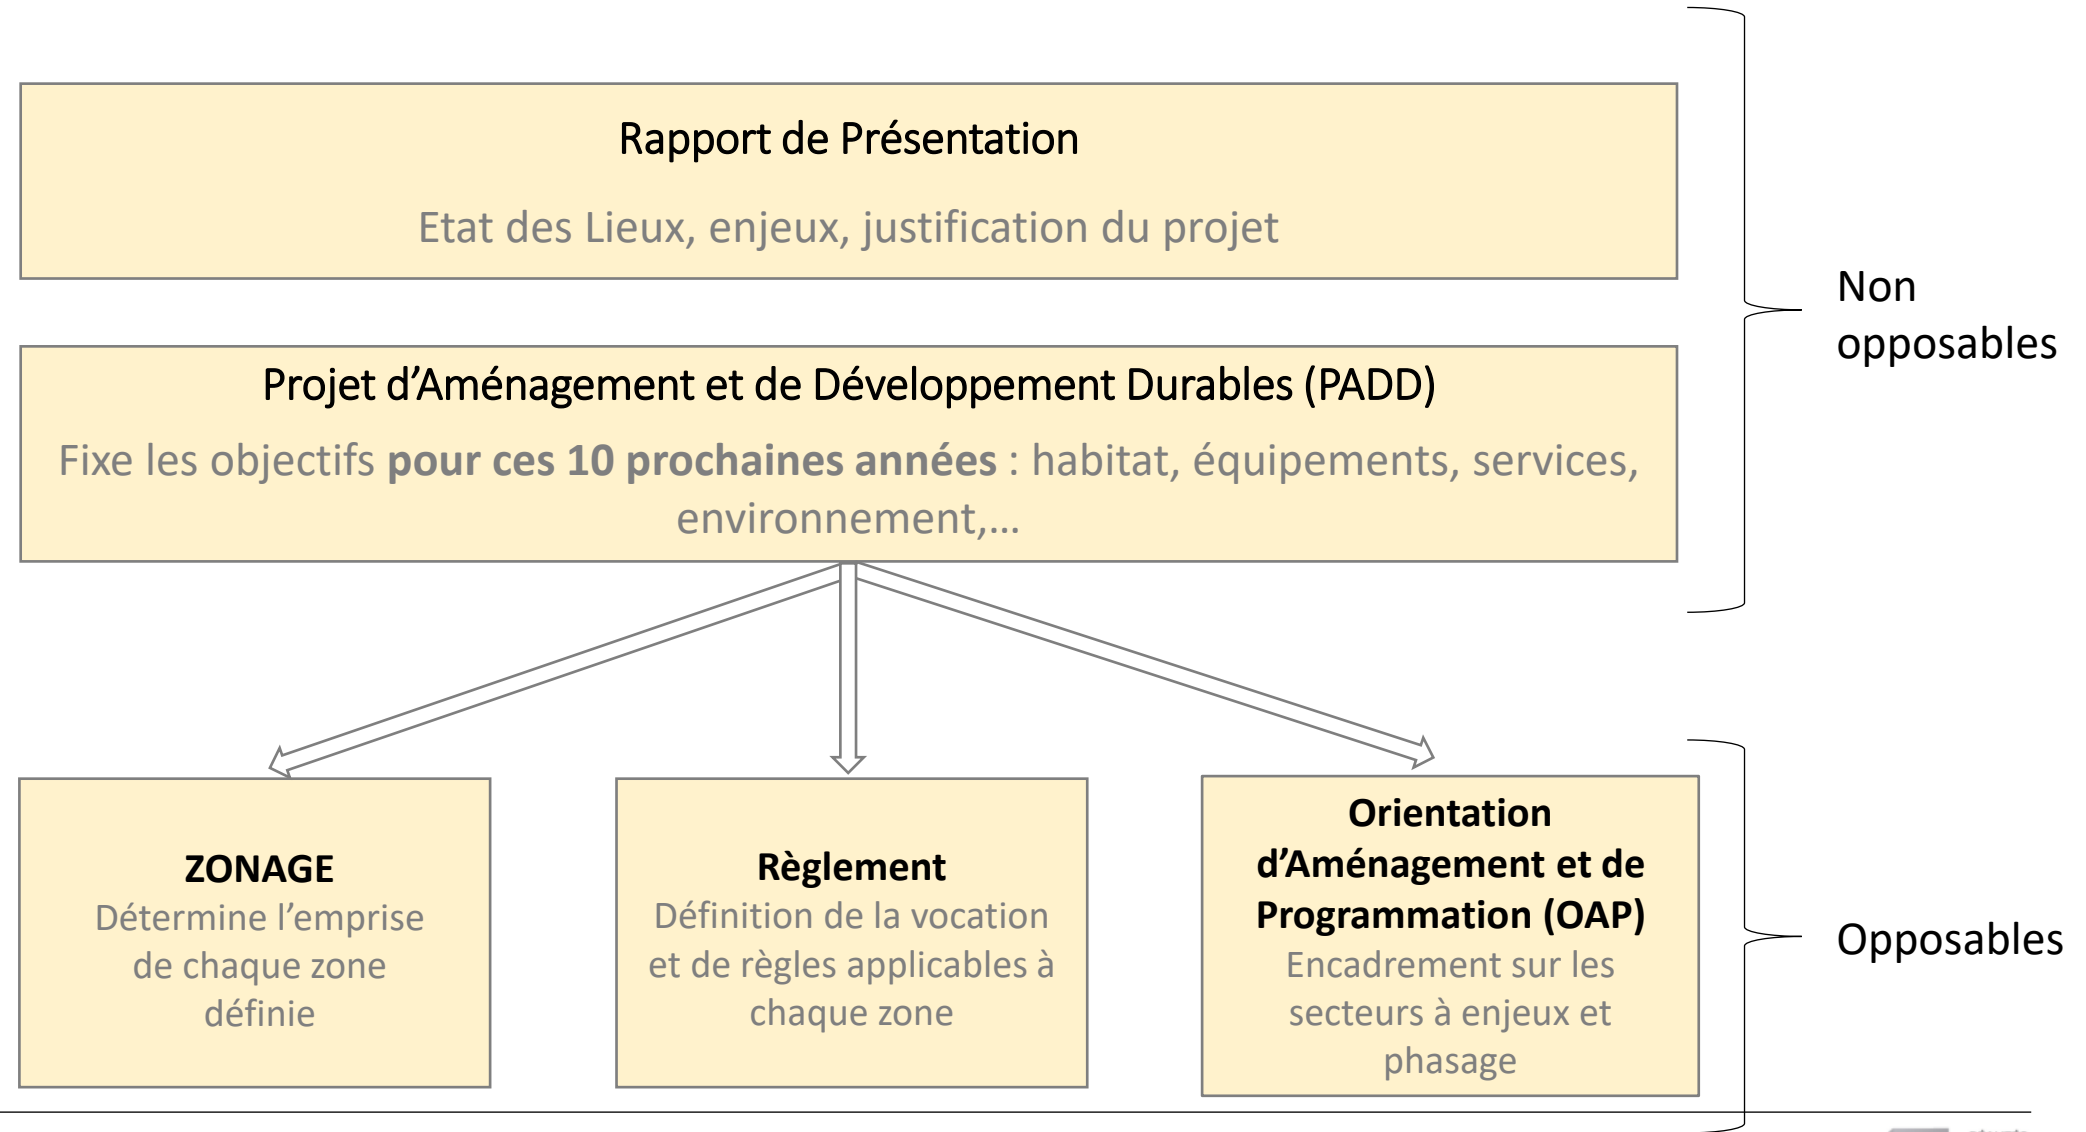 Rapport de Présentation
Etat des Lieux, enjeux, justification du projet
Non
opposables
Projet d’Aménagement et de Développement Durables (PADD)
Fixe les objectifs pour ces 10 prochaines années : habitat, équipements, services,
environnement,…
ZONAGE
Détermine l’emprise
de chaque zone
définie
Règlement
Définition de la vocation
et de règles applicables à
chaque zone
Orientation
d’Aménagement et de
Programmation (OAP)
Encadrement sur les
secteurs à enjeux et
phasage
Opposables